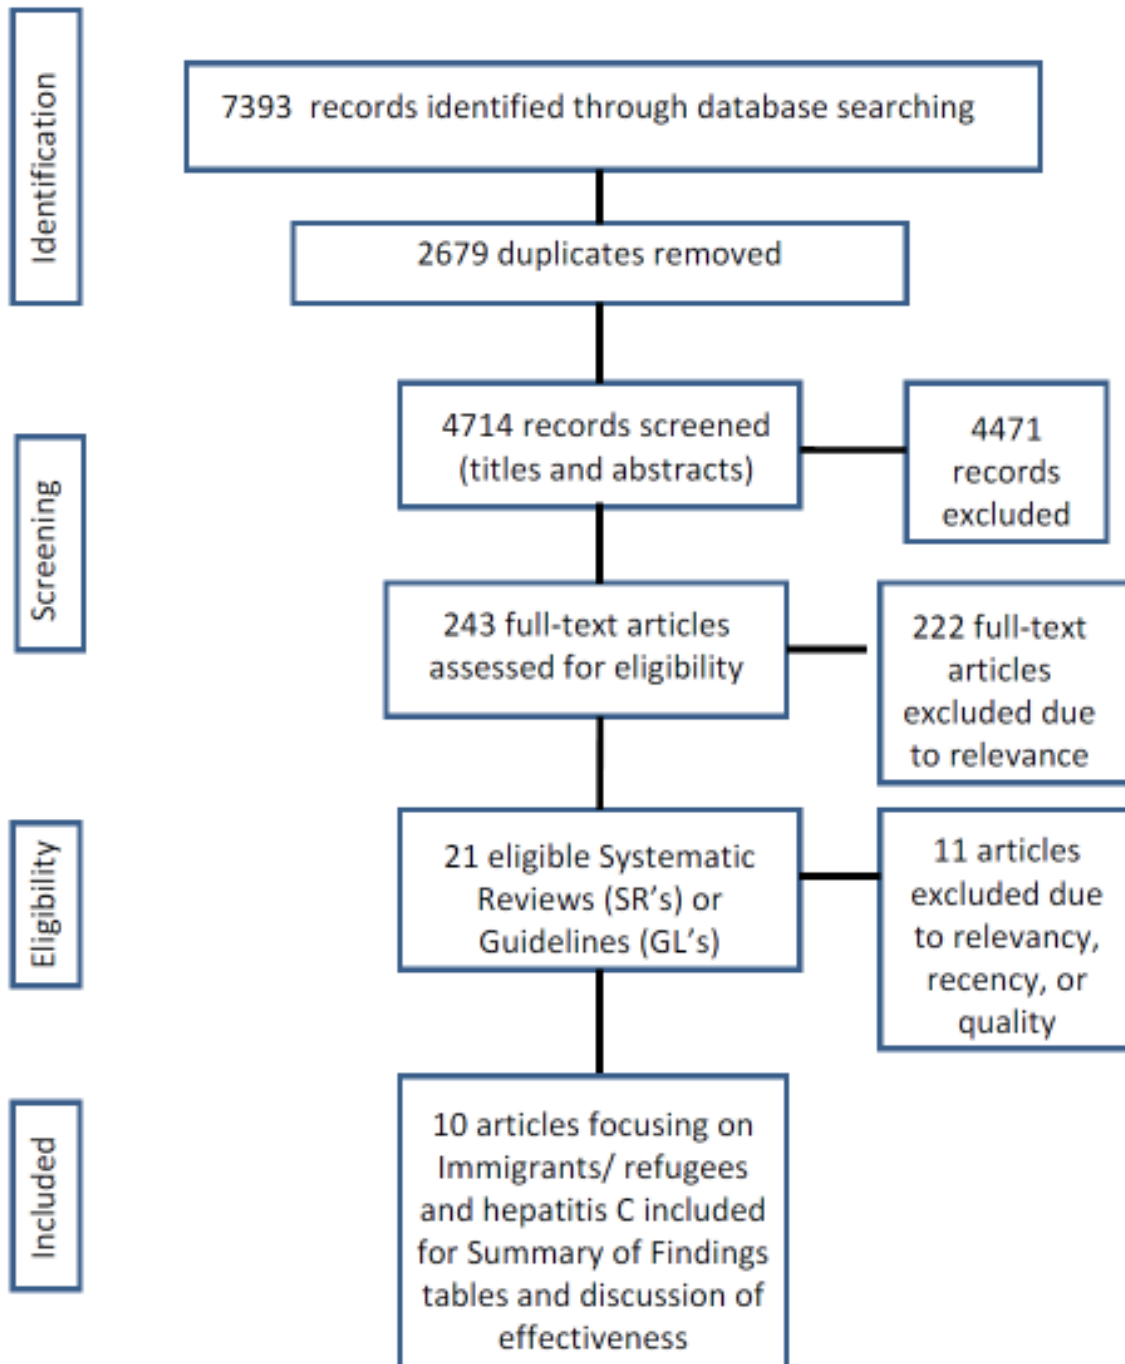 Identification
7393  records identified through database searching
2679 duplicates removed
Screening
4714 records screened
(titles and abstracts)
4471
records
excluded
243 full-text articles
assessed for eligibility
222 full-text
articles
excluded due
to relevance
Eligibility
21 eligible Systematic
Reviews (SR’s) or
Guidelines (GL’s)
11 articles
excluded due
to relevancy,
recency, or
quality
Included
10 articles focusing on
Immigrants/ refugees
and hepatitis C included
for Summary of Findings
tables and discussion of
effectiveness